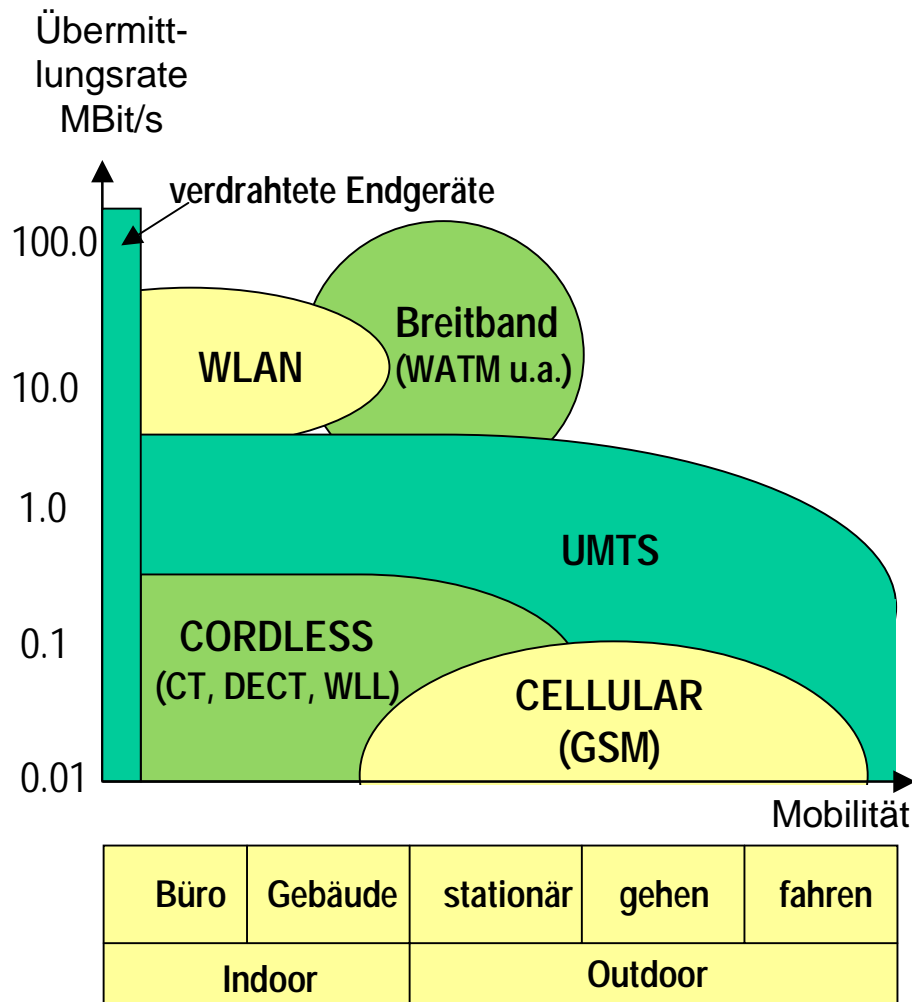 Übermitt-
lungsrate
MBit/s
verdrahtete Endgeräte
100.0
Breitband
(WATM u.a.)
WLAN
10.0
1.0
UMTS
0.1
CORDLESS
(CT, DECT, WLL)
CELLULAR
(GSM)
0.01
Mobilität
Büro Gebäude stationär gehen fahren
Indoor Outdoor